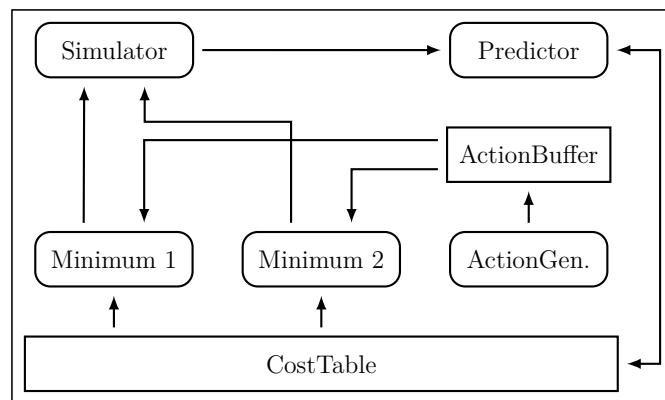 Simulator
Predictor
ActionBuffer
Minimum 1
Minimum 2
ActionGen.
CostTable